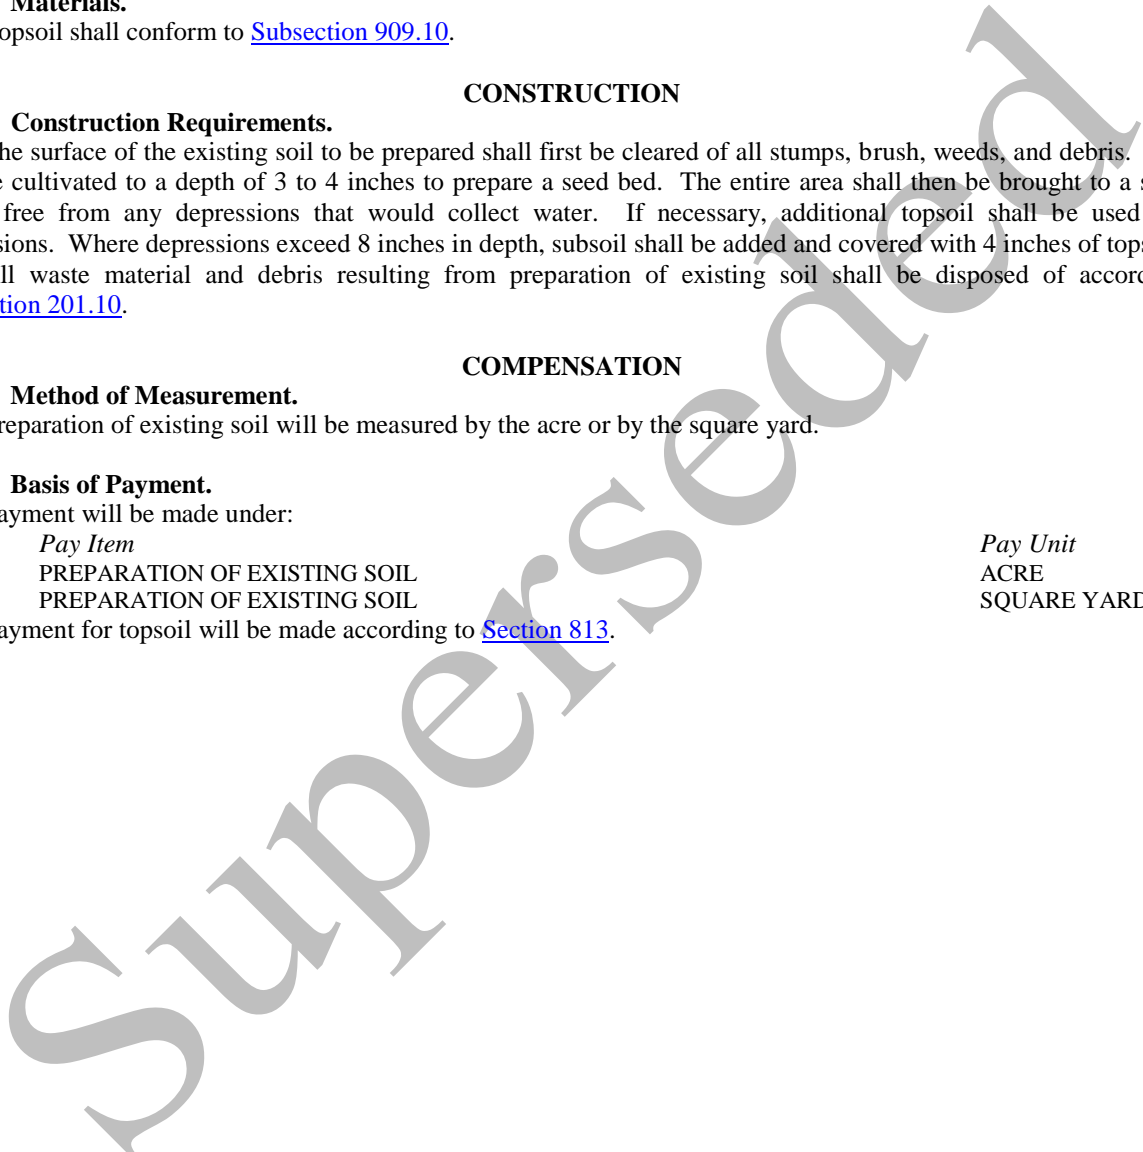 Materials.
opsoil shall conform to Subsection 909.10.
CONSTRUCTION
Construction Requirements.
he surface of the existing soil to be prepared shall first be cleared of all stumps, brush, weeds, and debris.
e cultivated to a depth of 3 to 4 inches to prepare a seed bed. The entire area shall then be brought to a s
free from any depressions that would collect water. If necessary, additional topsoil shall be used
sions. Where depressions exceed 8 inches in depth, subsoil shall be added and covered with 4 inches of tops
ll waste material and debris resulting from preparation of existing soil shall be disposed of accord
tion 201.10.
COMPENSATION
Method of Measurement.
reparation of existing soil will be measured by the acre or by the square yard.
Basis of Payment.
ayment will be made under:
Pay Item Pay Unit
PREPARATION OF EXISTING SOIL ACRE
PREPARATION OF EXISTING SOIL SQUARE YARD
ayment for topsoil will be made according to Section 813.
Superseded